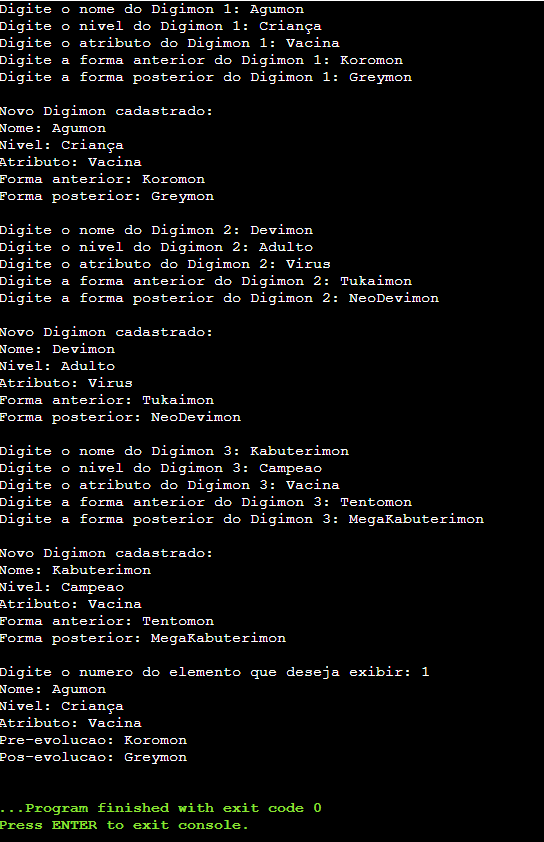 Digite o nome do Digimon 1: Agumon
Digite o nivel do Digimon 1: Criança
Digite o atributo do Digimon 1: Vacina
Digite a forma anterior do Digimon 1: Koromon
Digite a forma posterior do Digimon 1: Greymon
Novo Digimon cadastrado:
Nome: Agumon
Nivel: Criança
Atributo: Vacina
Forma anterior: Koromon
Forma posterior: Greymon
Digite o nome do Digimon 2: Devimon
Digite o nivel do Digimon 2: Adulto
Digite o atributo do Digimon 2: Virus
Digite a forma anterior do Digimon 2: Tukaimon
Digite a forma posterior do Digimon 2: NeoDevimon
Novo Digimon cadastrado:
Nome: Devimon
Nivel: Adulto
Atributo: Virus
Forma anterior: Tukaimon
Forma posterior: NeoDevimon
Digite o nome do Digimon 3: Kabuterimon
Digite o nivel do Digimon 3: Campeao
Digite o atributo do Digimon 3: Vacina
Digite a forma anterior do Digimon 3: Tentomon
Digite a forma posterior do Digimon 3: MegaKabuterimon
Novo Digimon cadastrado:
Nome: Kabuterimon
Nivel: Campeao
Atributo: Vacina
Forma anterior: Tentomon
Forma posterior: MegaKabuterimon
Digite o numero do elemento que deseja exibir: 1
Nome: Agumon
Nivel: Criança
Atributo: Vacina
Pre-evolucao: Koromon
Pos-evolucao: Greymon
...Program finished with exit code 0
Press ENTER to exit console.